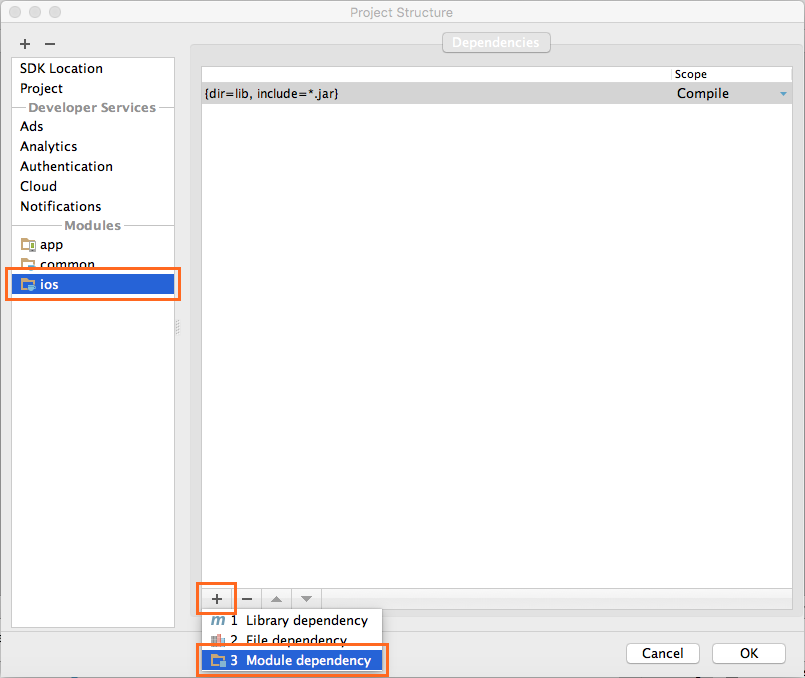 Project Structure
SDK Location
Project
Developer Services
Ads
Analytics
Authentication
Cloud
Notifications
Modules
app
common
ios
Dependencies
Scope
{dir=lib, include=*.jar}
Compile
m 1 Library dependency
2 File dependency
3 Module dependency
Cancel
OK